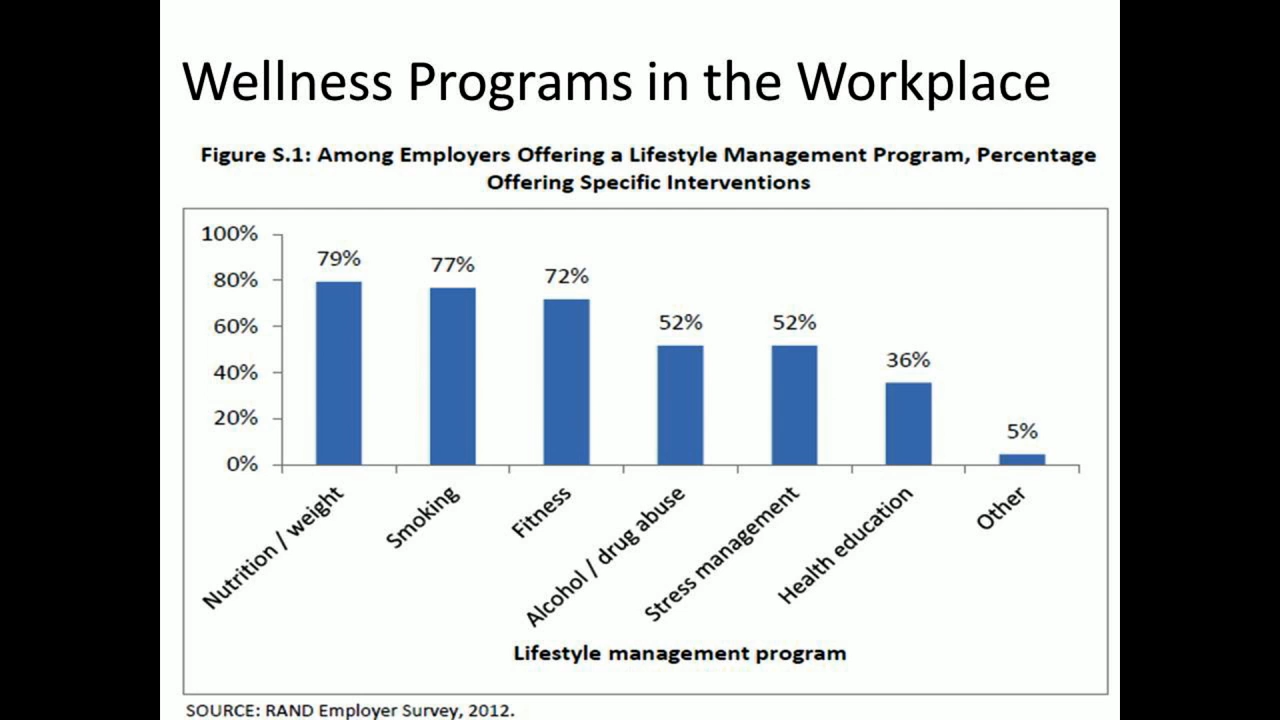 Wellness Programs in the Workplace
Figure S.1: Among Employers Offering a Lifestyle Management Program, Percentage
Offering Specific Interventions
100%
80%
60%
40%
20%
0%
79%
77%
72%
52%
52%
36%
5%
Nutrition / weight
Smoking
Fitness
Alcohol / drug abuse
Stress management
Health education
Other
Lifestyle management program
SOURCE: RAND Employer Survey, 2012.